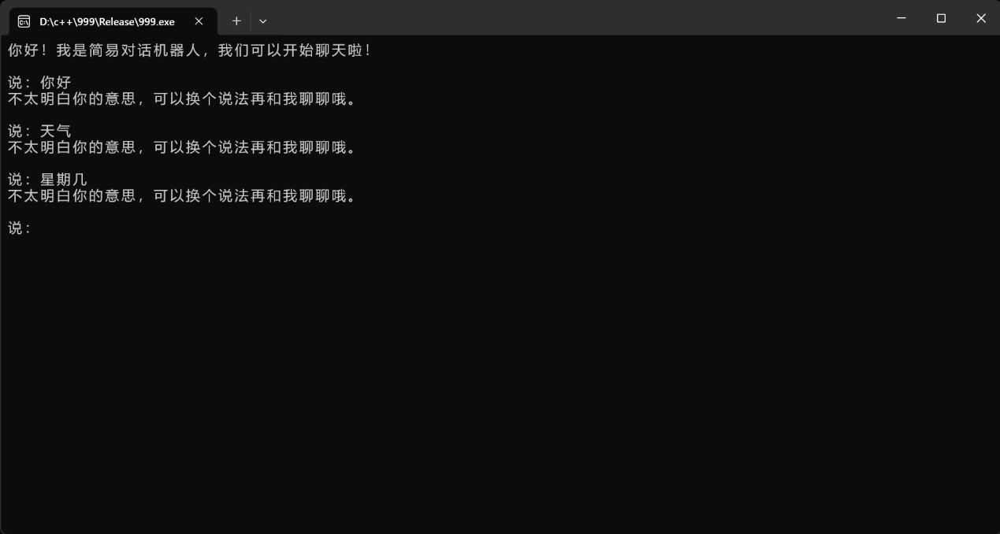 D:\c++\999\Release\999.exe
你好！我是简易对话机器人，我们可以开始聊天啦！
说：你好
不太明白你的意思，可以换个说法再和我聊聊哦。
说：天气
不太明白你的意思，可以换个说法再和我聊聊哦。
说：星期几
不太明白你的意思，可以换个说法再和我聊聊哦。
说：